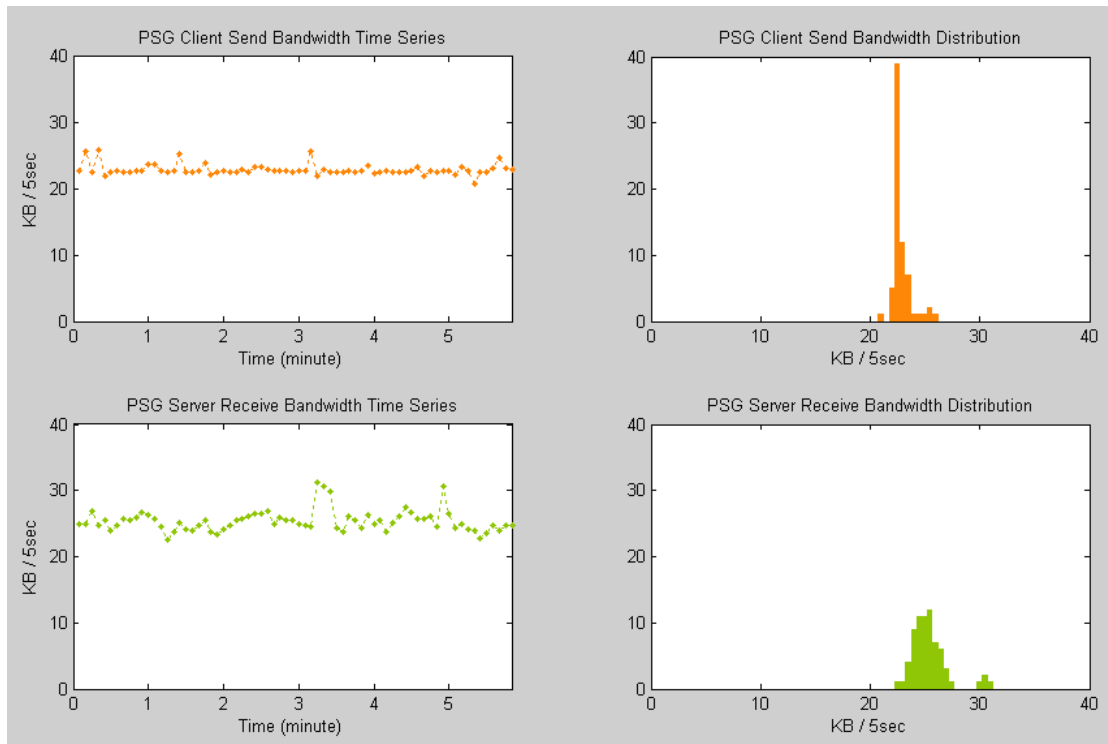 PSG Client Send Bandwidth Time Series
40
30
20
10
0
KB / 5sec
0 1 2 3 4 5
Time (minute)
PSG Client Send Bandwidth Distribution
40
30
20
10
0
0 10 20 30 40
KB / 5sec
PSG Server Receive Bandwidth Time Series
40
30
20
10
0
KB / 5sec
0 1 2 3 4 5
Time (minute)
PSG Server Receive Bandwidth Distribution
40
30
20
10
0
0 10 20 30 40
KB / 5sec